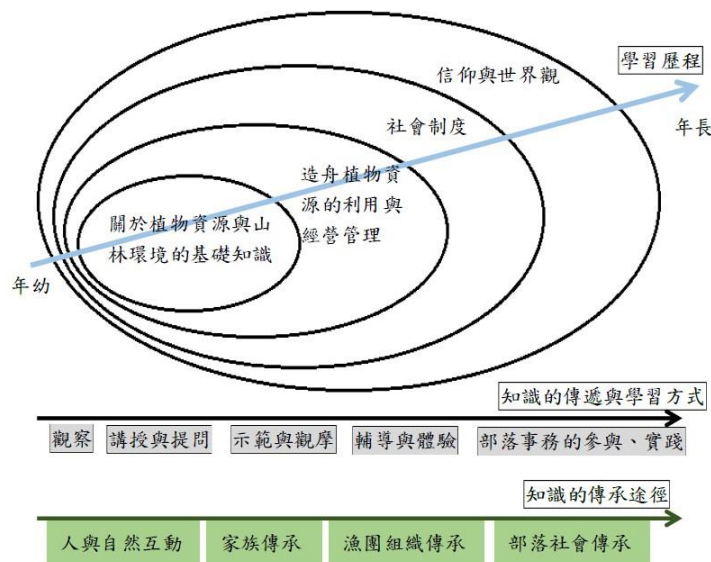 信仰與世界觀
學習歷程
社會制度
年長
造舟植物資
源的利用與
經營管理
關於植物資源與山
林環境的基礎知識
年幼
知識的傳遞與學習方式
觀察 講授與提問 示範與觀摩 輔導與體驗 部落事務的參與、實踐
知識的傳承途徑
人與自然互動 家族傳承 漁團組織傳承 部落社會傳承